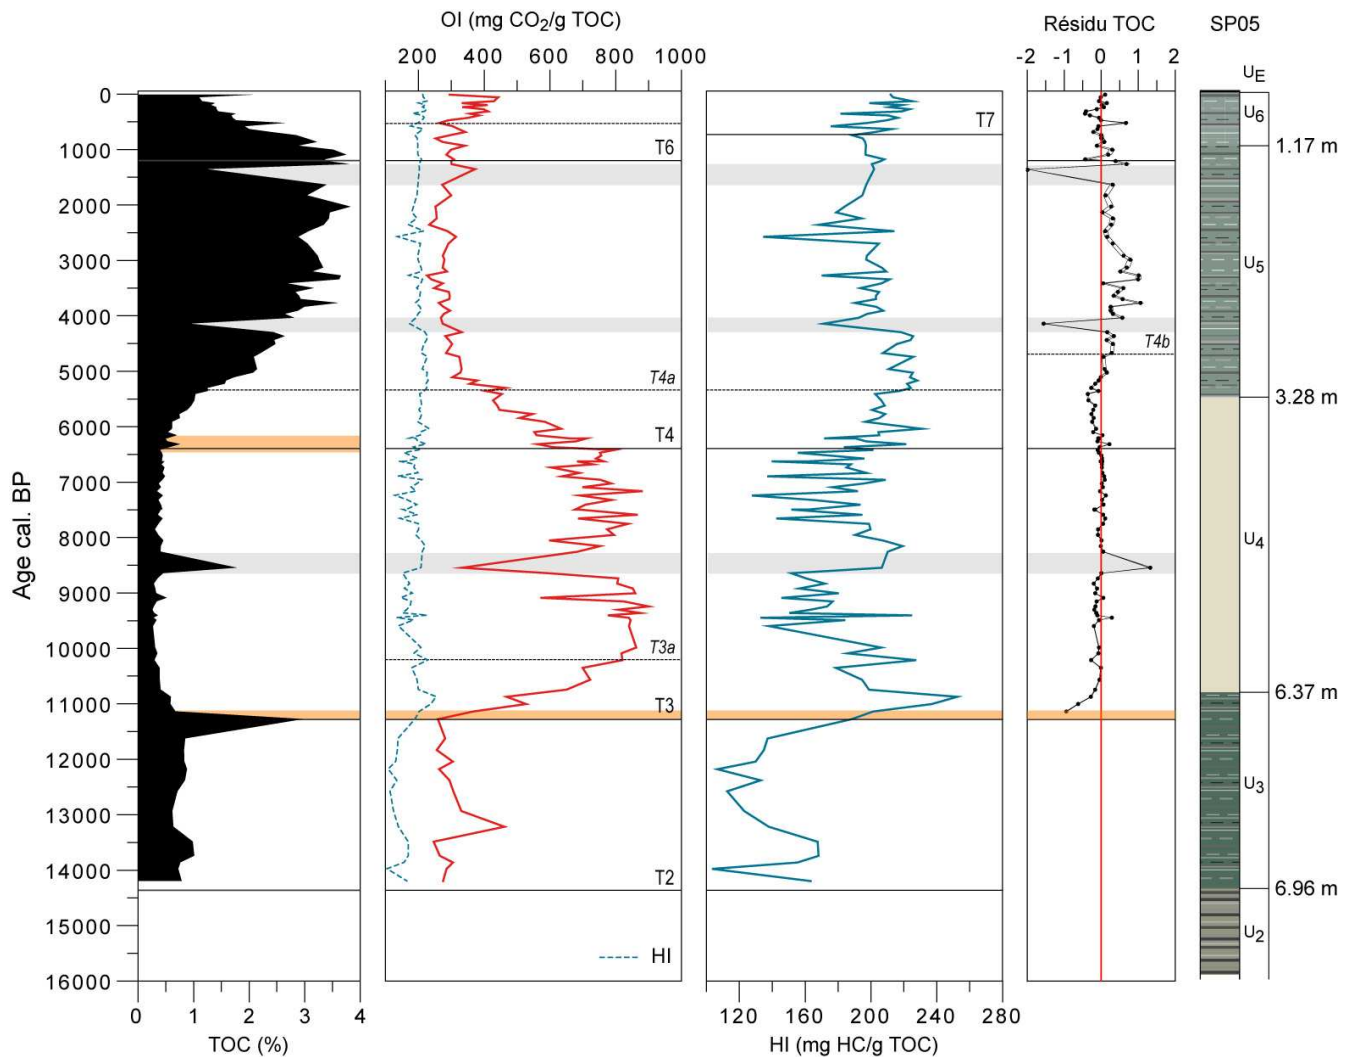 OI (mg CO2/g TOC)
Résidu TOC
SP05
200 400 600 800 1000
-2 -1 0 1 2
UE
0
1000
2000
3000
4000
5000
6000
7000
8000
9000
10000
11000
12000
13000
14000
15000
16000
Age cal. BP
T6
T4a
T4
T3a
T3
T2
HI
T7
T4b
U6
1.17 m
U5
3.28 m
U4
6.37 m
U3
6.96 m
U2
0 1 2 3 4
120 160 200 240 280
TOC (%)
HI (mg HC/g TOC)